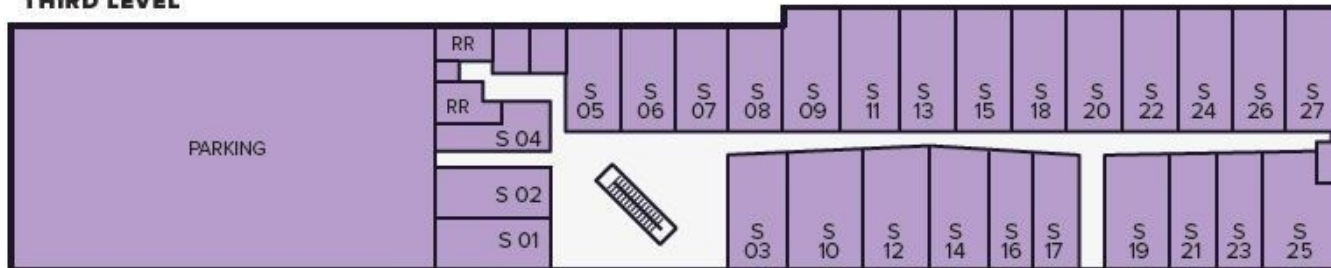 THIRD LEVEL
PARKING
RR
RR
S 04
S 02
S 01
S 05
S 06
S 07
S 08
S 09
S 11
S 13
S 15
S 18
S 20
S 22
S 24
S 26
S 27
S 03
S 10
S 12
S 14
S 16
S 17
S 19
S 21
S 23
S 25